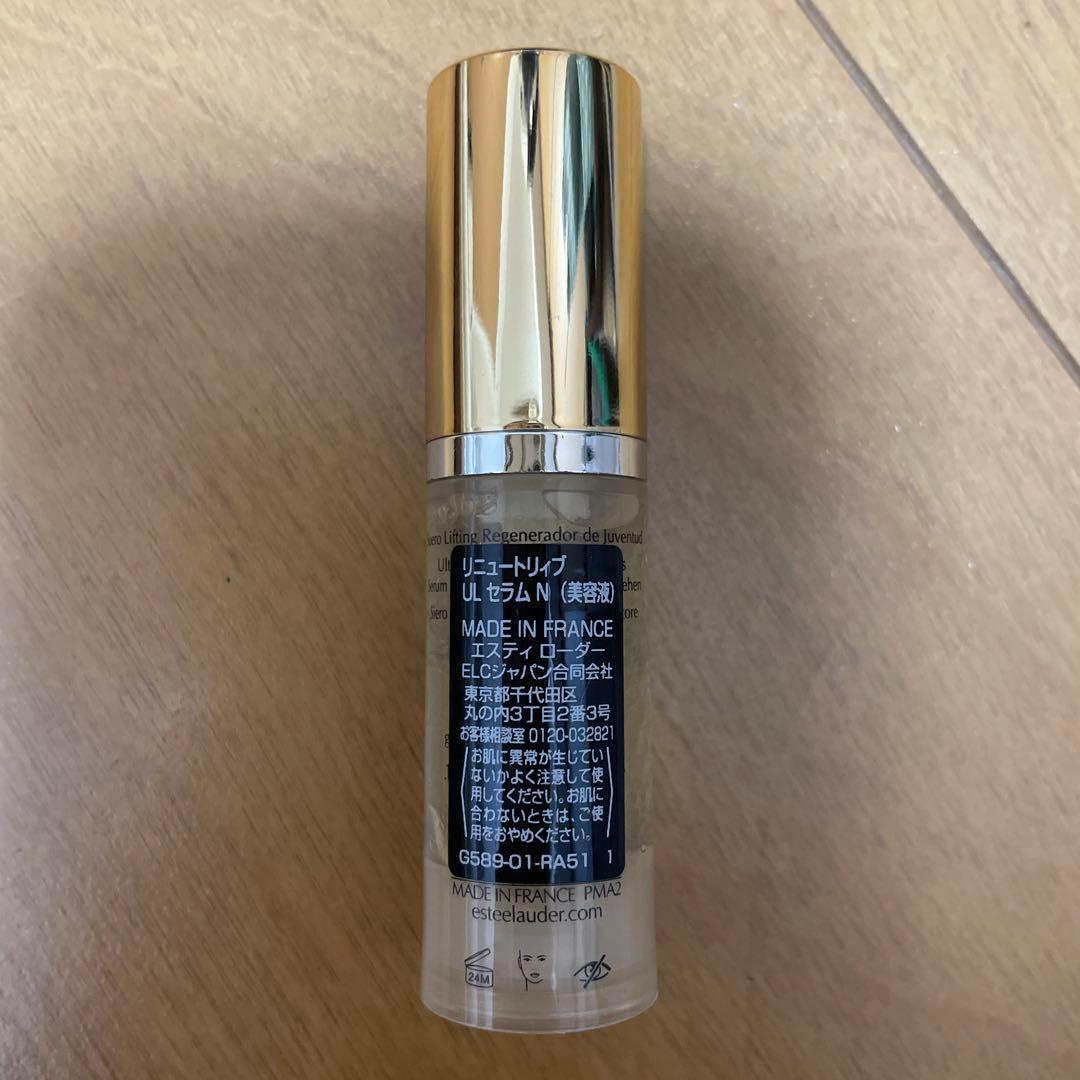 Suero Lifting Regenerador de Juventud
リニュートリィブ
UL セラム N (美容液)
Serum
MADE IN FRANCE
エスティ ローダー
ELCジャパン合同会社
東京都千代田区
丸の内3丁目2番3号
お客様相談室 0120-032821
お肌に異常が生じてい
ないかよく注意して使
用してください。お肌に
合わないときは、ご使
用をおやめください。
G589-01-RA51 1
MADE IN FRANCE PMA2
esteelauder.com
24M